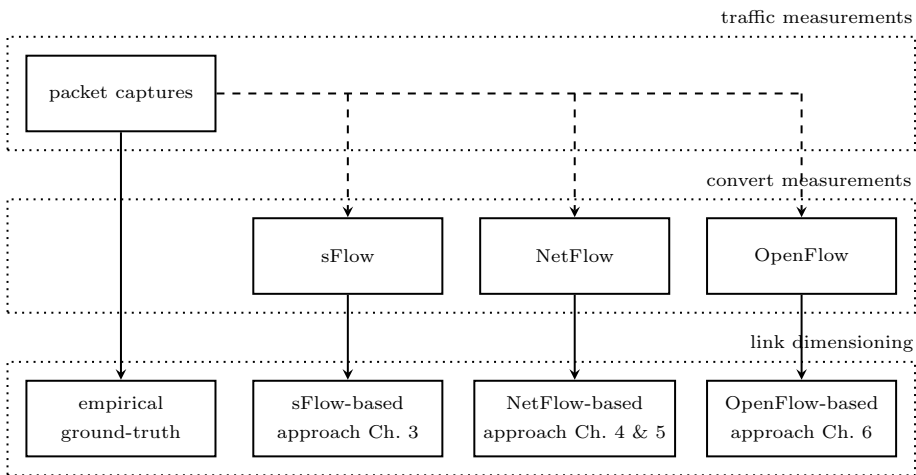 traffic measurements
packet captures
convert measurements
sFlow
NetFlow
OpenFlow
link dimensioning
empirical
ground-truth
sFlow-based
approach Ch. 3
NetFlow-based
approach Ch. 4 & 5
OpenFlow-based
approach Ch. 6